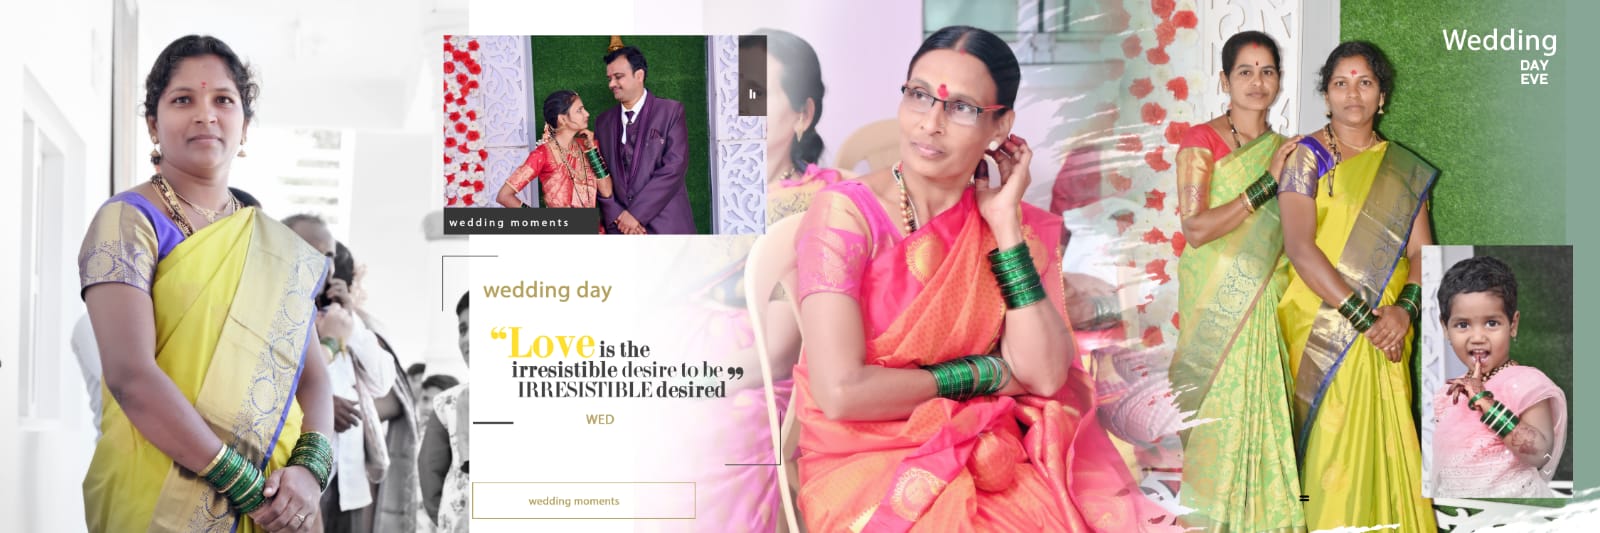 wedding moments
wedding day
“Love is the
irresistible desire to be”
IRRESISTIBLE desired
WED
wedding moments
Wedding
DAY
EVE